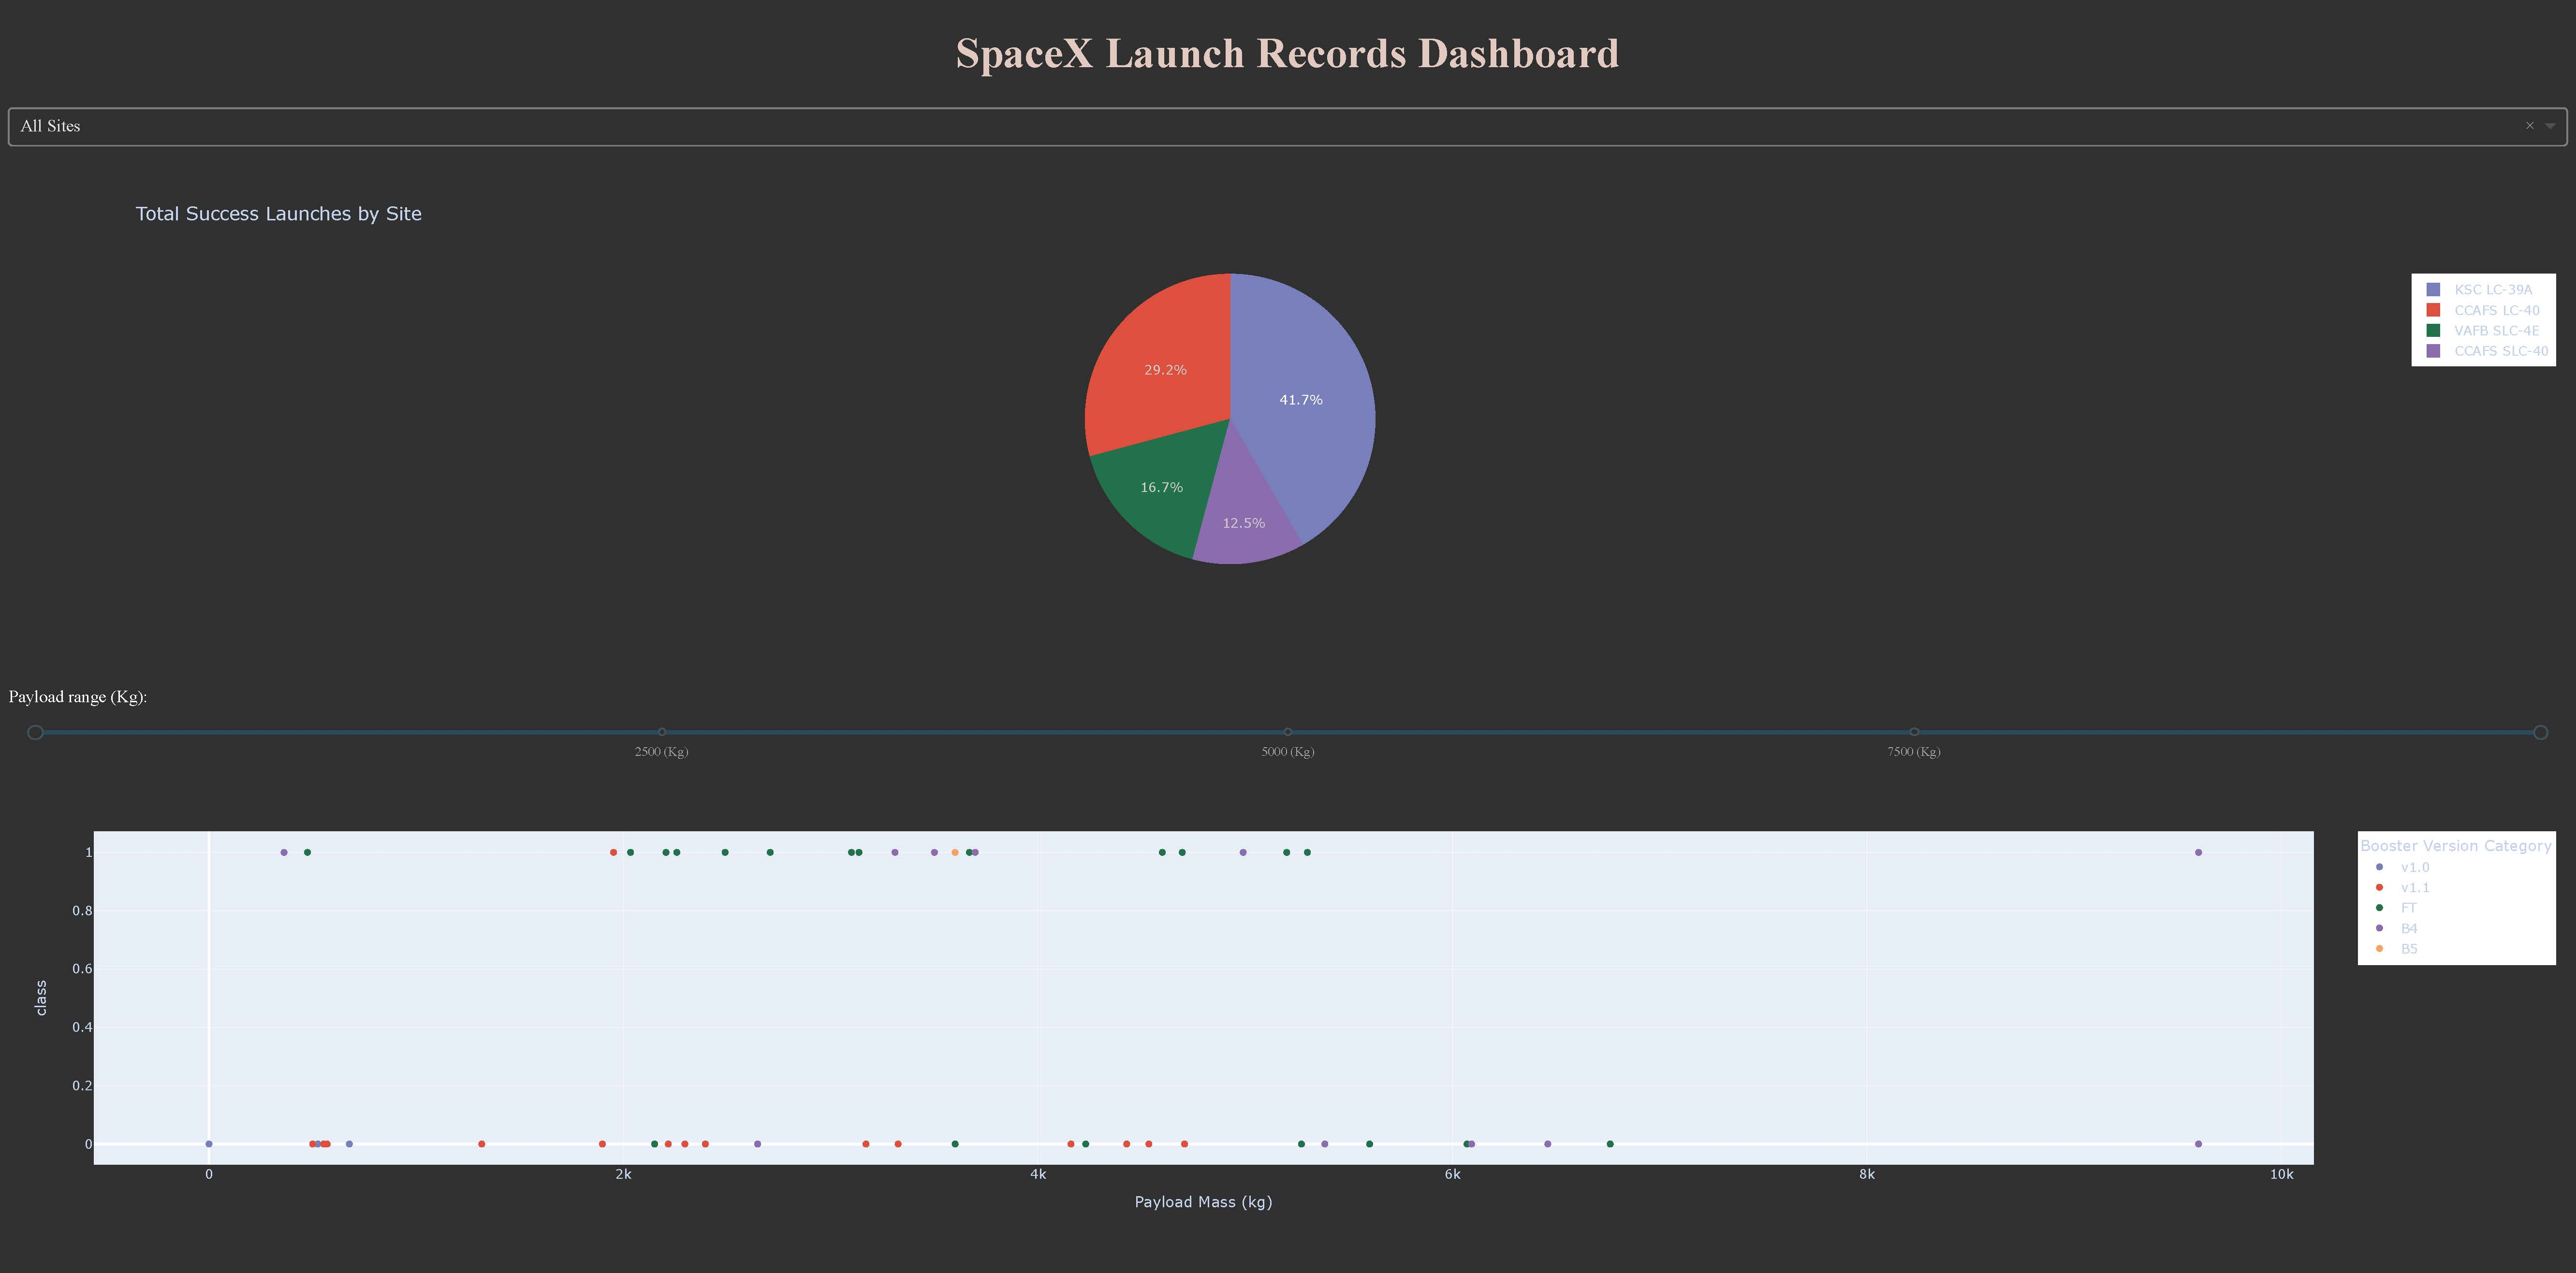 SpaceX Launch Records Dashboard
All Sites
×
Total Success Launches by Site
KSC LC-39A
CCAFS LC-40
VAFB SLC-4E
CCAFS SLC-40
29.2%
41.7%
16.7%
12.5%
Payload range (Kg):
2500 (Kg)
5000 (Kg)
7500 (Kg)
Booster Version Category
v1.0
v1.1
FT
B4
B5
1
0.8
0.6
0.4
0.2
0
class
0
2k
4k
6k
8k
10k
Payload Mass (kg)